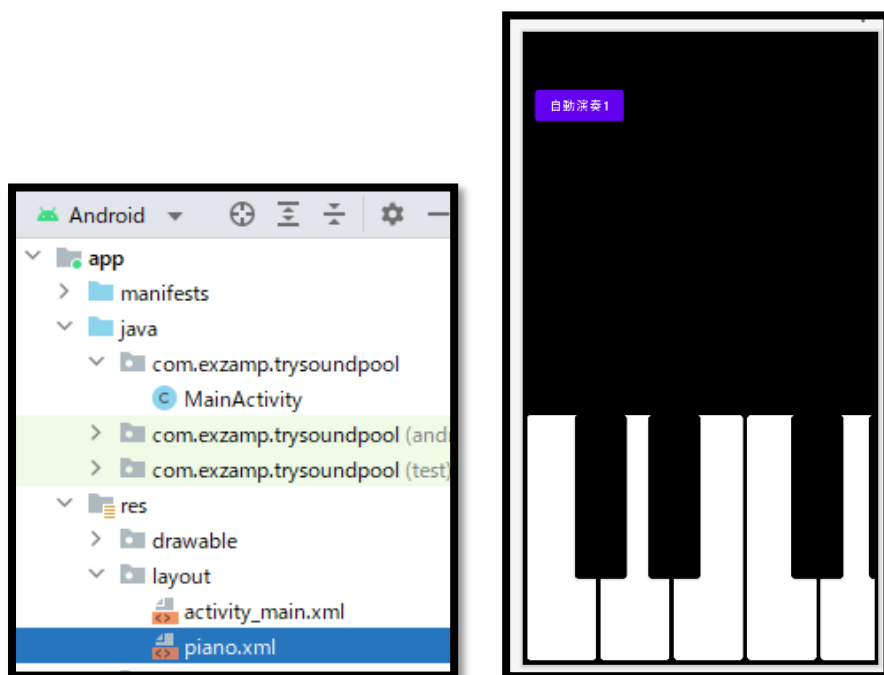 Android
app
manifests
java
com.exzamp.trysoundpool
C MainActivity
com.exzamp.trysoundpool (andr
com.exzamp.trysoundpool (test)
res
drawable
layout
<> activity_main.xml
<> piano.xml
自動演奏1